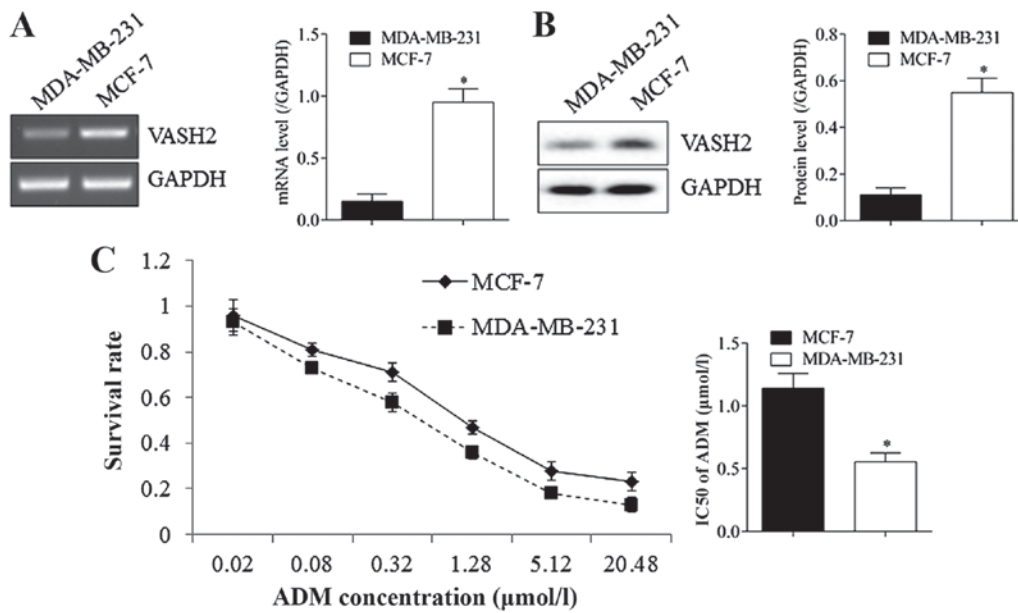 A
MDA-MB-231
MCF-7
VASH2
GAPDH
mRNA level (/GAPDH)
1.5
1.0
0.5
0.0
MDA-MB-231
MCF-7
*
B
MDA-MB-231
MCF-7
VASH2
GAPDH
Protein level (/GAPDH)
0.6
0.4
0.2
0.0
MDA-MB-231
MCF-7
*
C
Survival rate
1.2
1
0.8
0.6
0.4
0.2
0
MCF-7
MDA-MB-231
0.02 0.08 0.32 1.28 5.12 20.48
ADM concentration (μmol/l)
IC50 of ADM (μmol/l)
1.5
1.0
0.5
0.0
MCF-7
MDA-MB-231
*